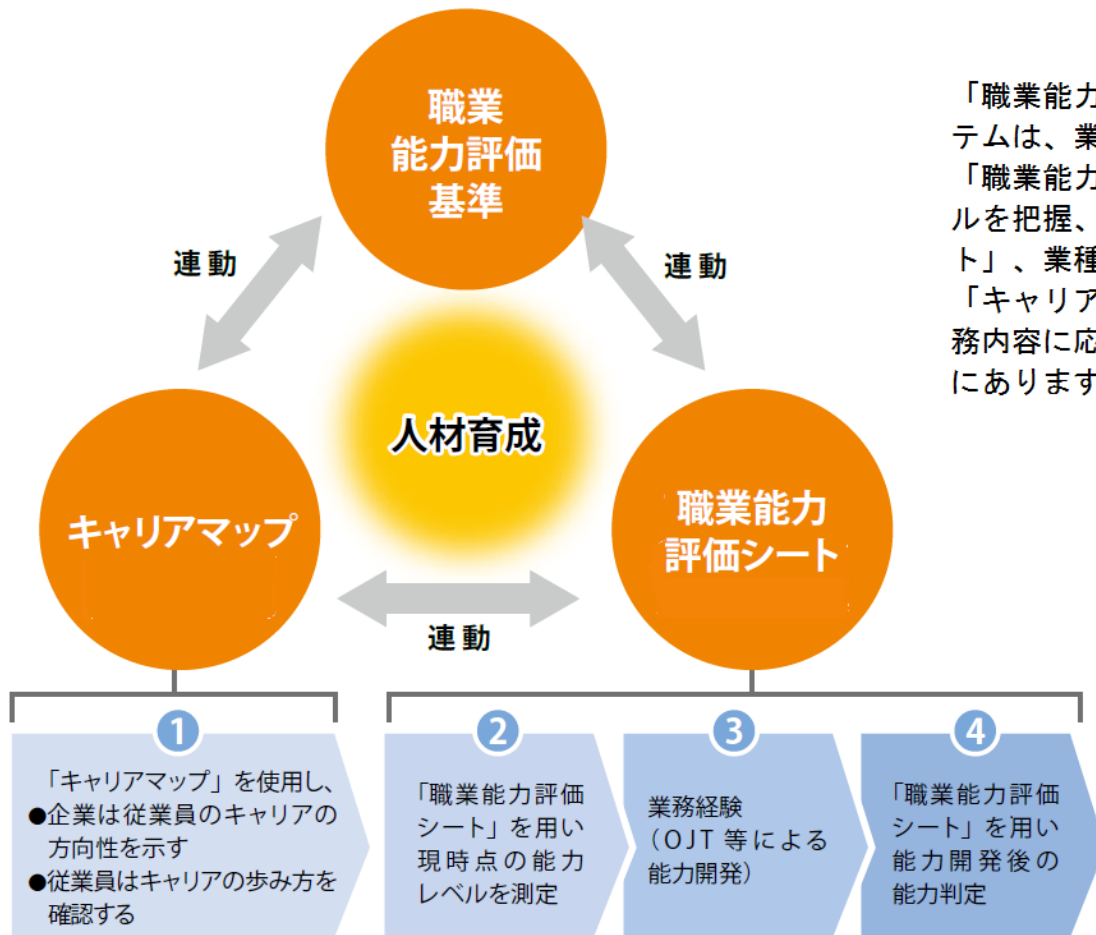 職業
能力評価
基準
連動
連動
人材育成
キャリアマップ
職業能力
評価シート
連動
「職業能力
テムは、業
「職業能力
ルを把握、
ト」、業種
「キャリア
務内容に応
にあります
1
「キャリアマップ」を使用し、
●企業は従業員のキャリアの
方向性を示す
●従業員はキャリアの歩み方を
確認する
2
「職業能力評価
シート」を用い
現時点の能力
レベルを測定
3
業務経験
（OJT 等による
能力開発）
4
「職業能力評価
シート」を用い
能力開発後の
能力判定